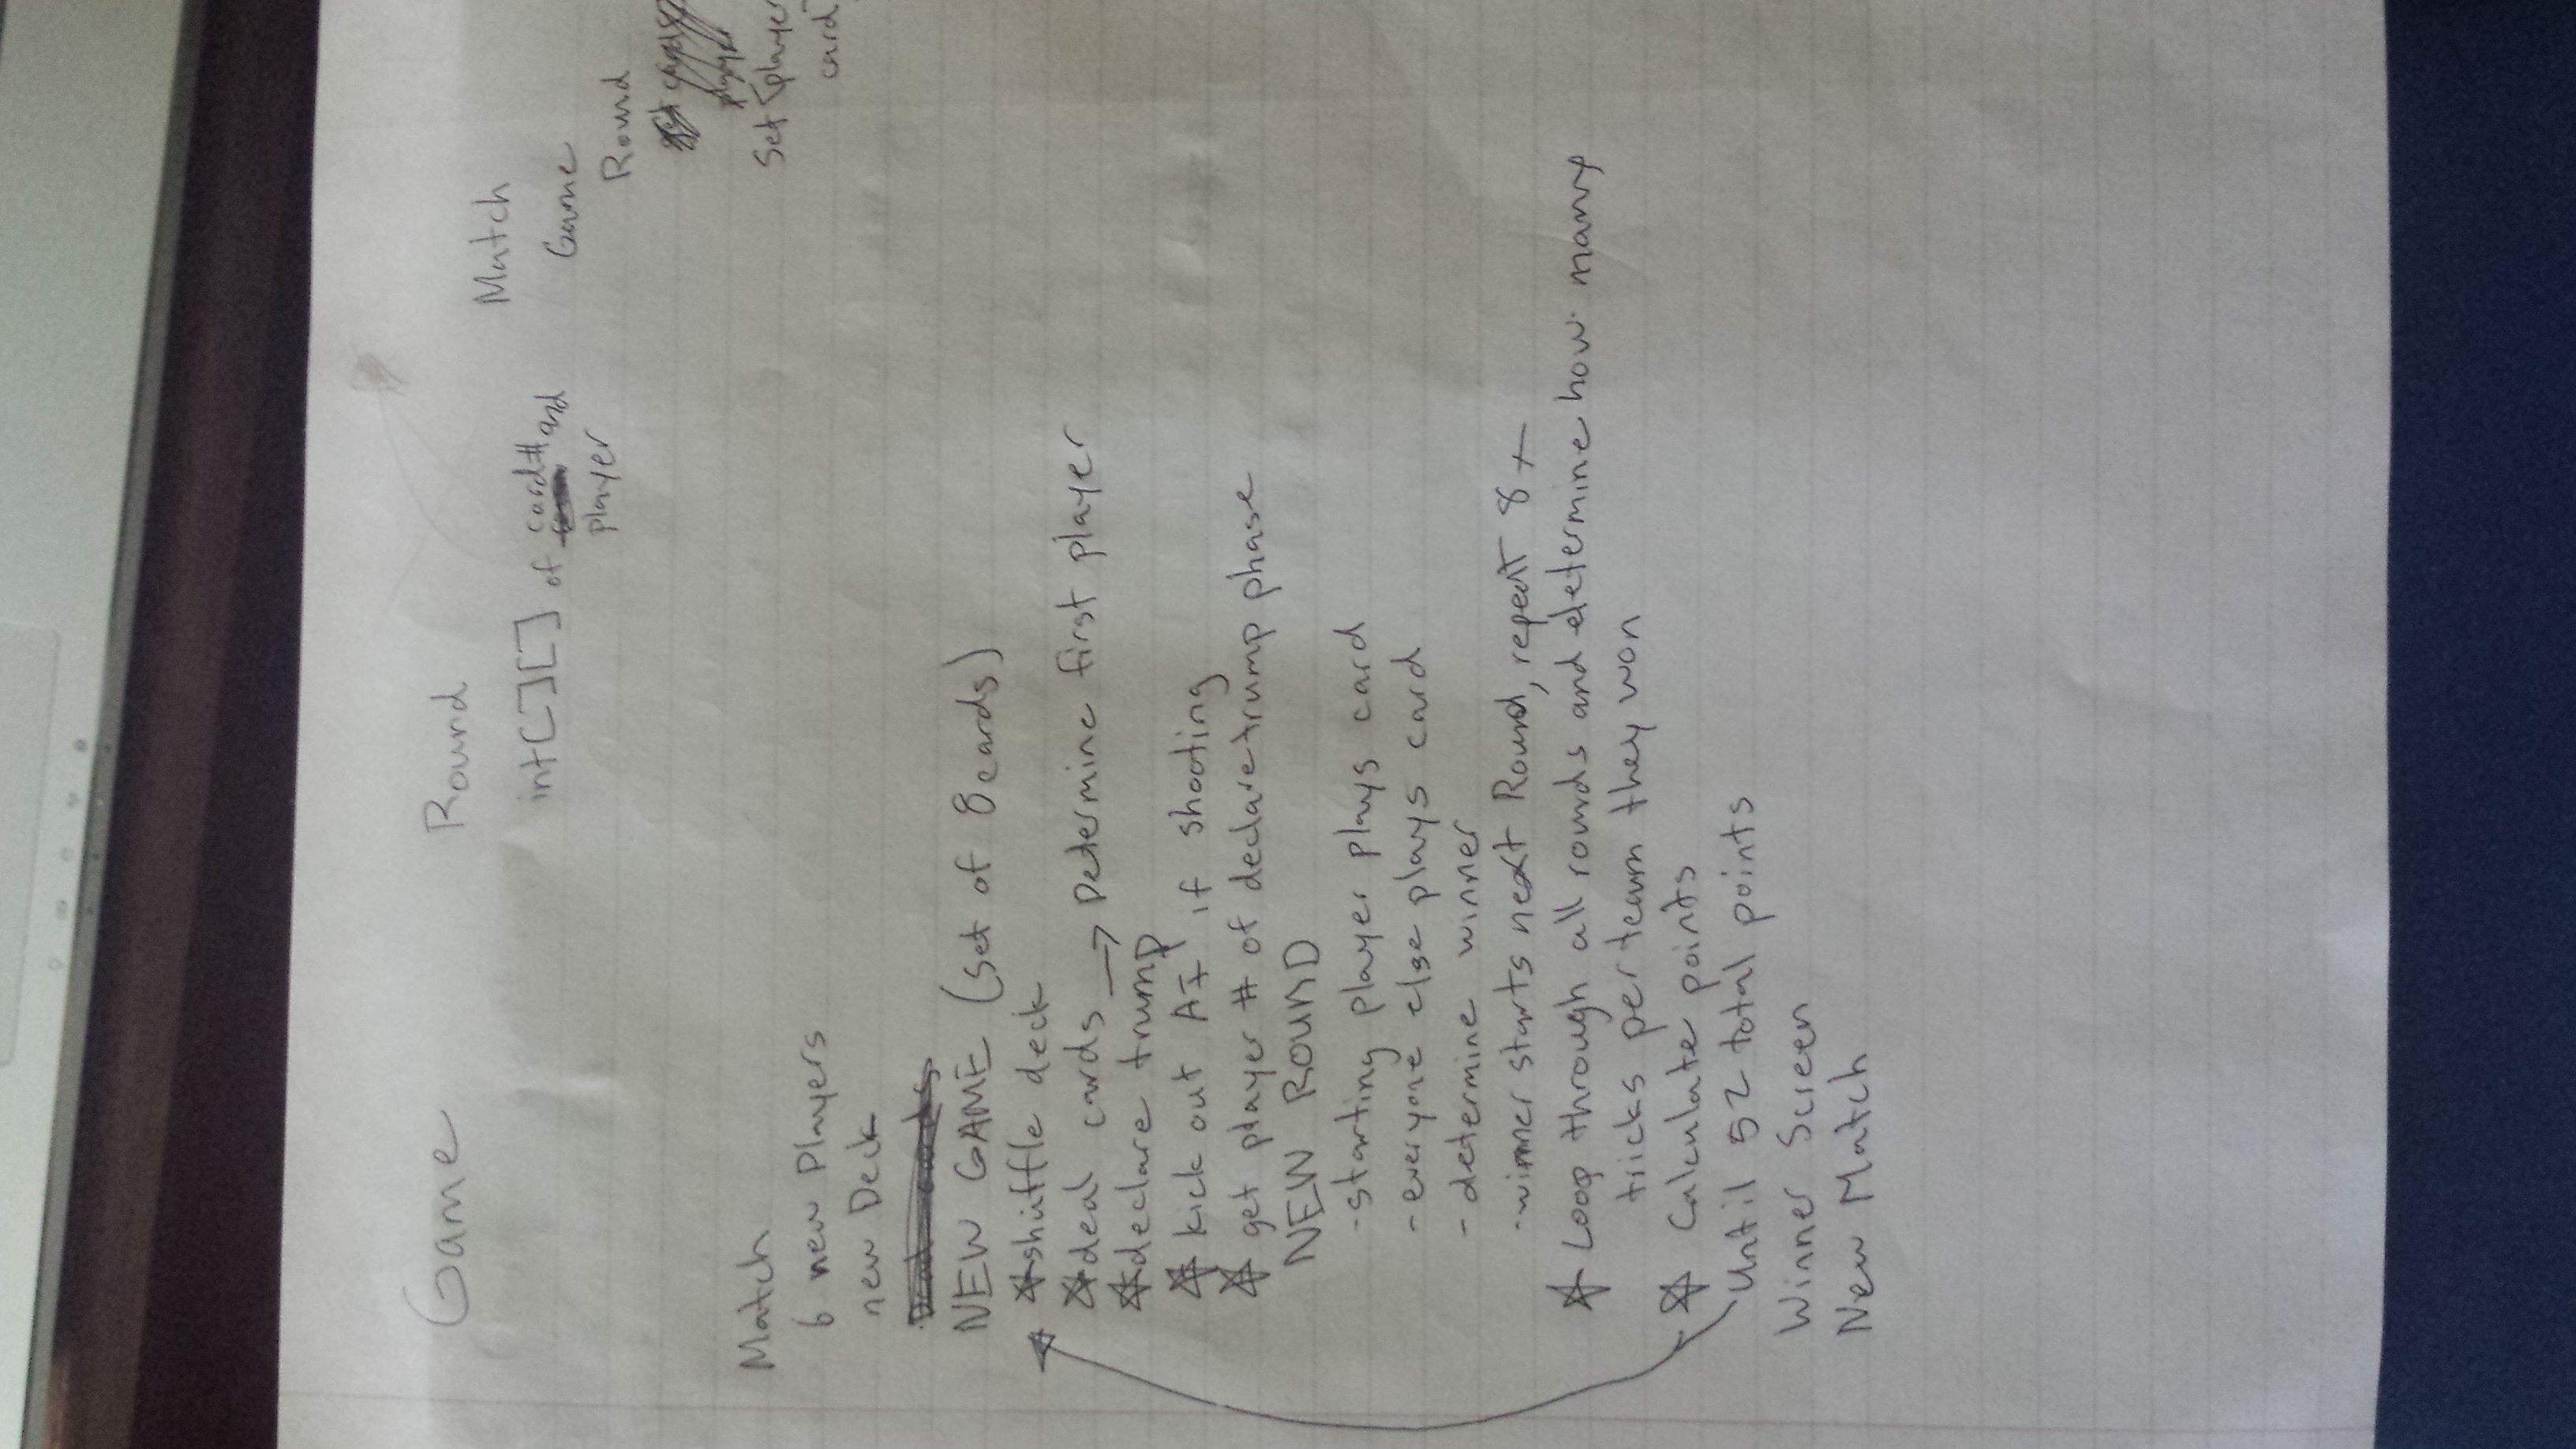 Game
Round
int[][] of card# and
player
Match
Game
Round
player
Set <player
card
Match
6 new Players
new Deck
Dead cards
NEW GAME (set of 8 cards)
☆shuffle deck
☆deal cards → Determine first player
☆declare trump
☆ kick out AI if shooting
☆ get player # of declare trump phase
NEW ROUND
-starting player plays card
-everyone else plays card
- determine winner
-winner starts next Round, repeat 8x
☆ Loop through all rounds and determine how many
tricks per team they won
☆ Calculate points
Until 52 total points
Winner Screen
New Match